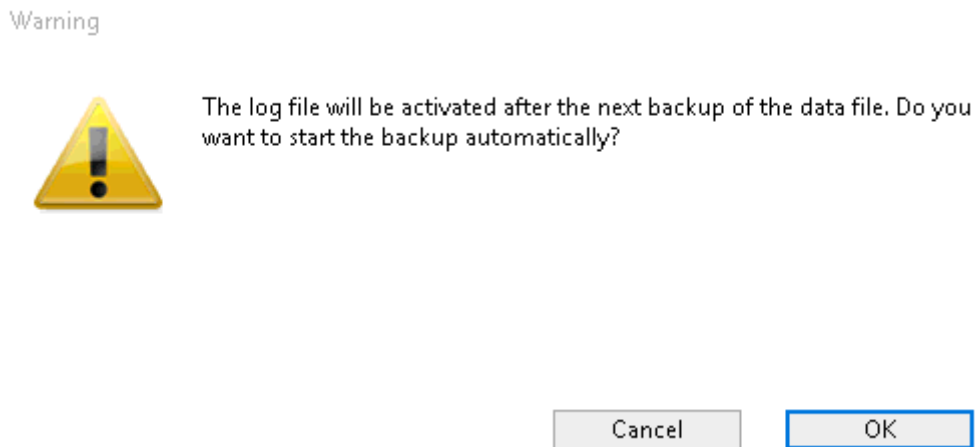 Warning
The log file will be activated after the next backup of the data file. Do you
want to start the backup automatically?
Cancel
OK